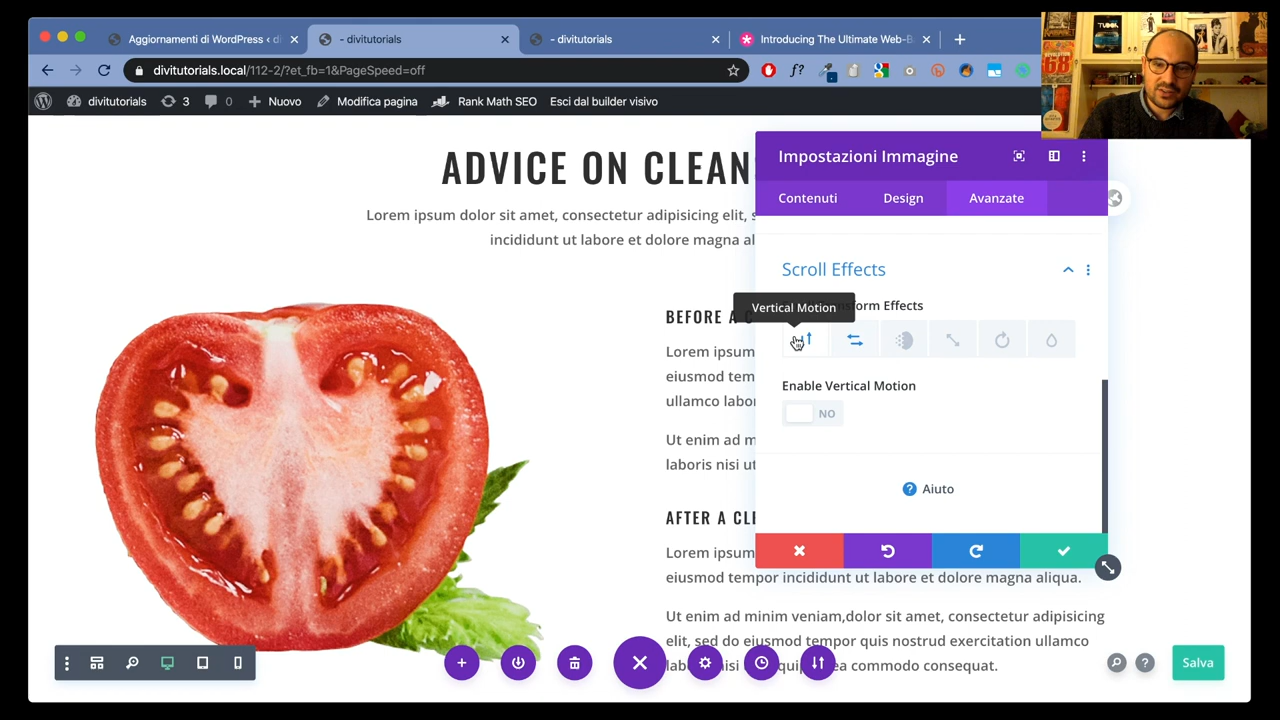 Aggiornamenti di WordPress ‹ di
- divitutorials
- divitutorials
Introducing The Ultimate Web-B
divitutorials.local/112-2/?et_fb=1&PageSpeed=off
f?
divitutorials
3
0
Nuovo
Modifica pagina
Rank Math SEO
Esci dal builder visivo
ADVICE ON CLEAN
Lorem ipsum dolor sit amet, consectetur adipisicing elit, s
incididunt ut labore et dolore magna al
BEFORE A C
Lorem ipsum
eiusmod tem
ullamco labo
Ut enim ad m
laboris nisi ut
AFTER A CLE
Lorem ipsum
eiusmod tempor incididunt ut labore et dolore magna aliqua.
Ut enim ad minim veniam,dolor sit amet, consectetur adipisicing
elit, sed do eiusmod tempor quis nostrud exercitation ullamco
ea commodo consequat.
Impostazioni Immagine
Contenuti
Design
Avanzate
Scroll Effects
Vertical Motion
Effects
Enable Vertical Motion
NO
Aiuto
Salva